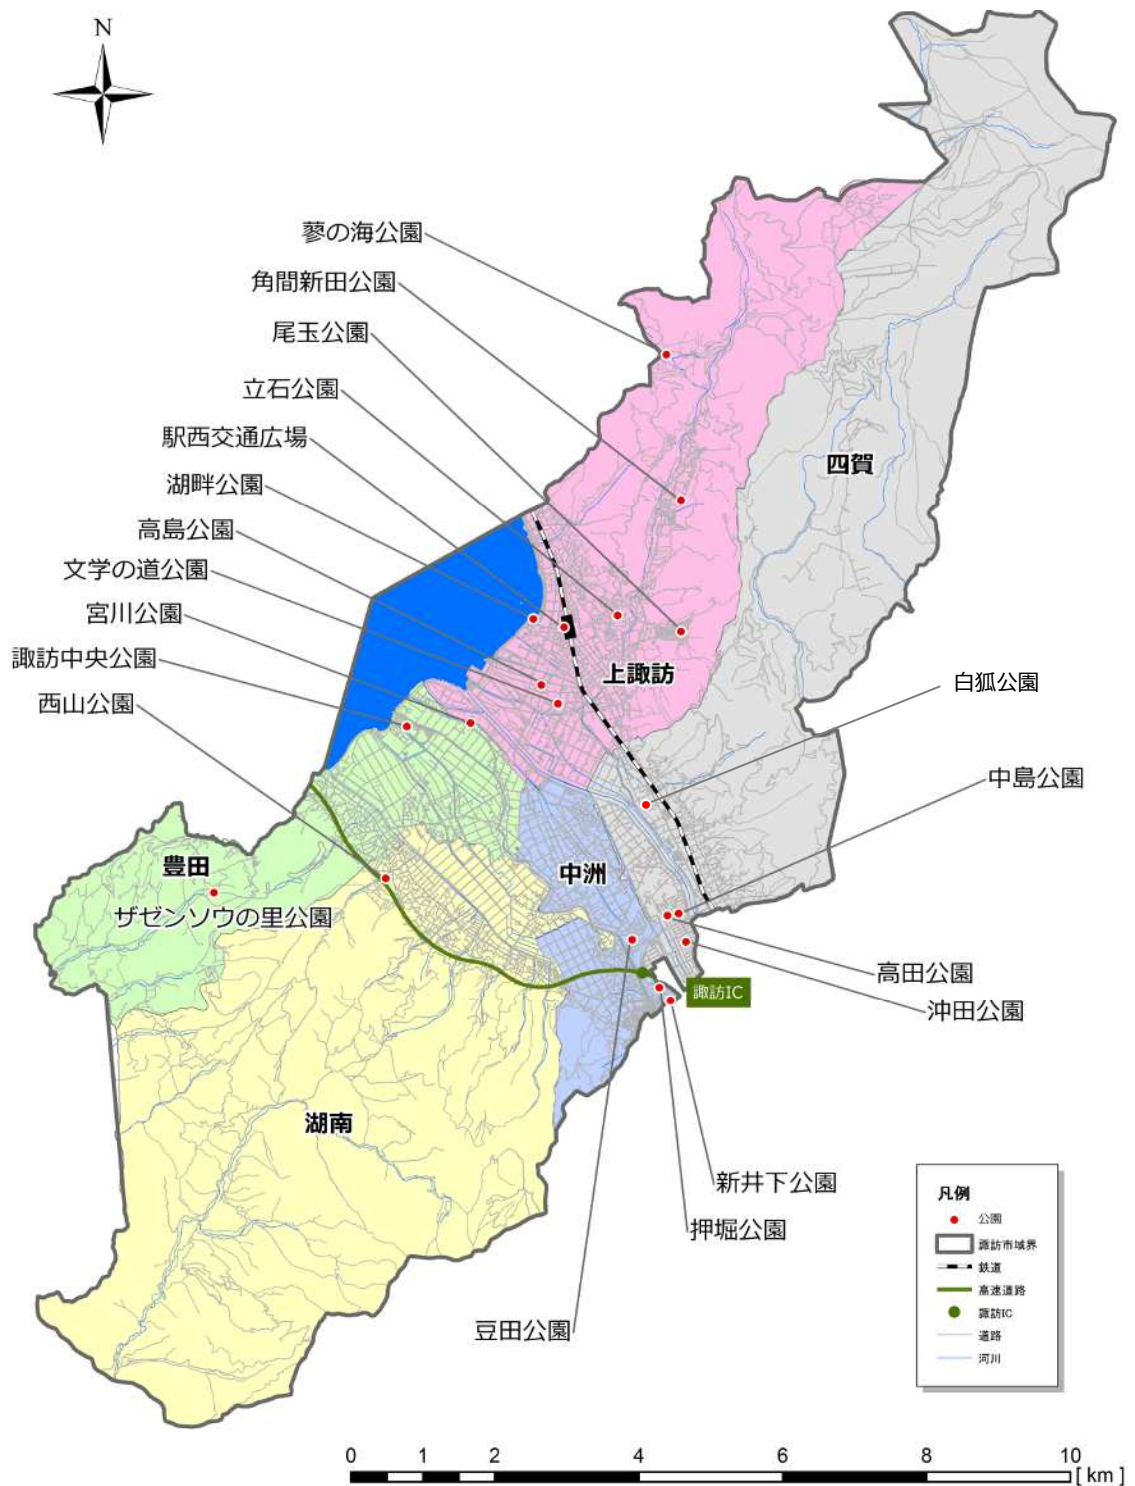 N
蓼の海公園
角間新田公園
尾玉公園
立石公園
駅西交通広場
湖畔公園
高島公園
文学の道公園
宮川公園
諏訪中央公園
西山公園
四賀
上諏訪
白狐公園
中島公園
豊田
中洲
ザゼンソウの里公園
高田公園
諏訪IC
沖田公園
湖南
新井下公園
押堀公園
豆田公園
凡例
公園
諏訪市域界
鉄道
高速道路
諏訪IC
道路
河川
0 1 2 4 6 8 10
[ km ]